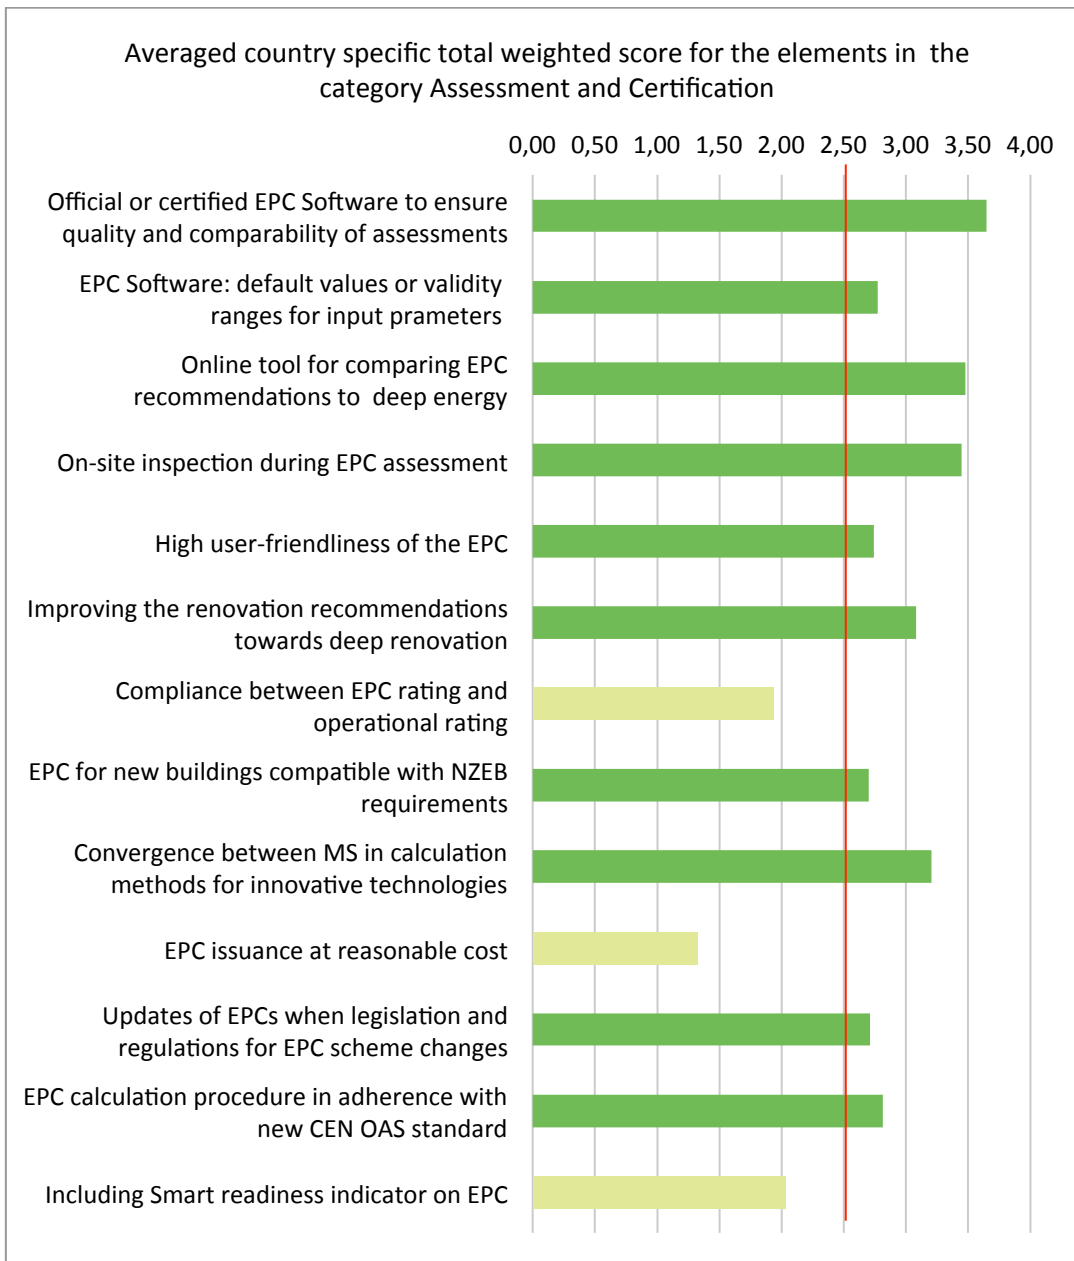 Averaged country specific total weighted score for the elements in the
category Assessment and Certification
0,00 0,50 1,00 1,50 2,00 2,50 3,00 3,50 4,00
Official or certified EPC Software to ensure
quality and comparability of assessments
EPC Software: default values or validity
ranges for input prameters
Online tool for comparing EPC
recommendations to deep energy
On-site inspection during EPC assessment
High user-friendliness of the EPC
Improving the renovation recommendations
towards deep renovation
Compliance between EPC rating and
operational rating
EPC for new buildings compatible with NZEB
requirements
Convergence between MS in calculation
methods for innovative technologies
EPC issuance at reasonable cost
Updates of EPCs when legislation and
regulations for EPC scheme changes
EPC calculation procedure in adherence with
new CEN OAS standard
Including Smart readiness indicator on EPC